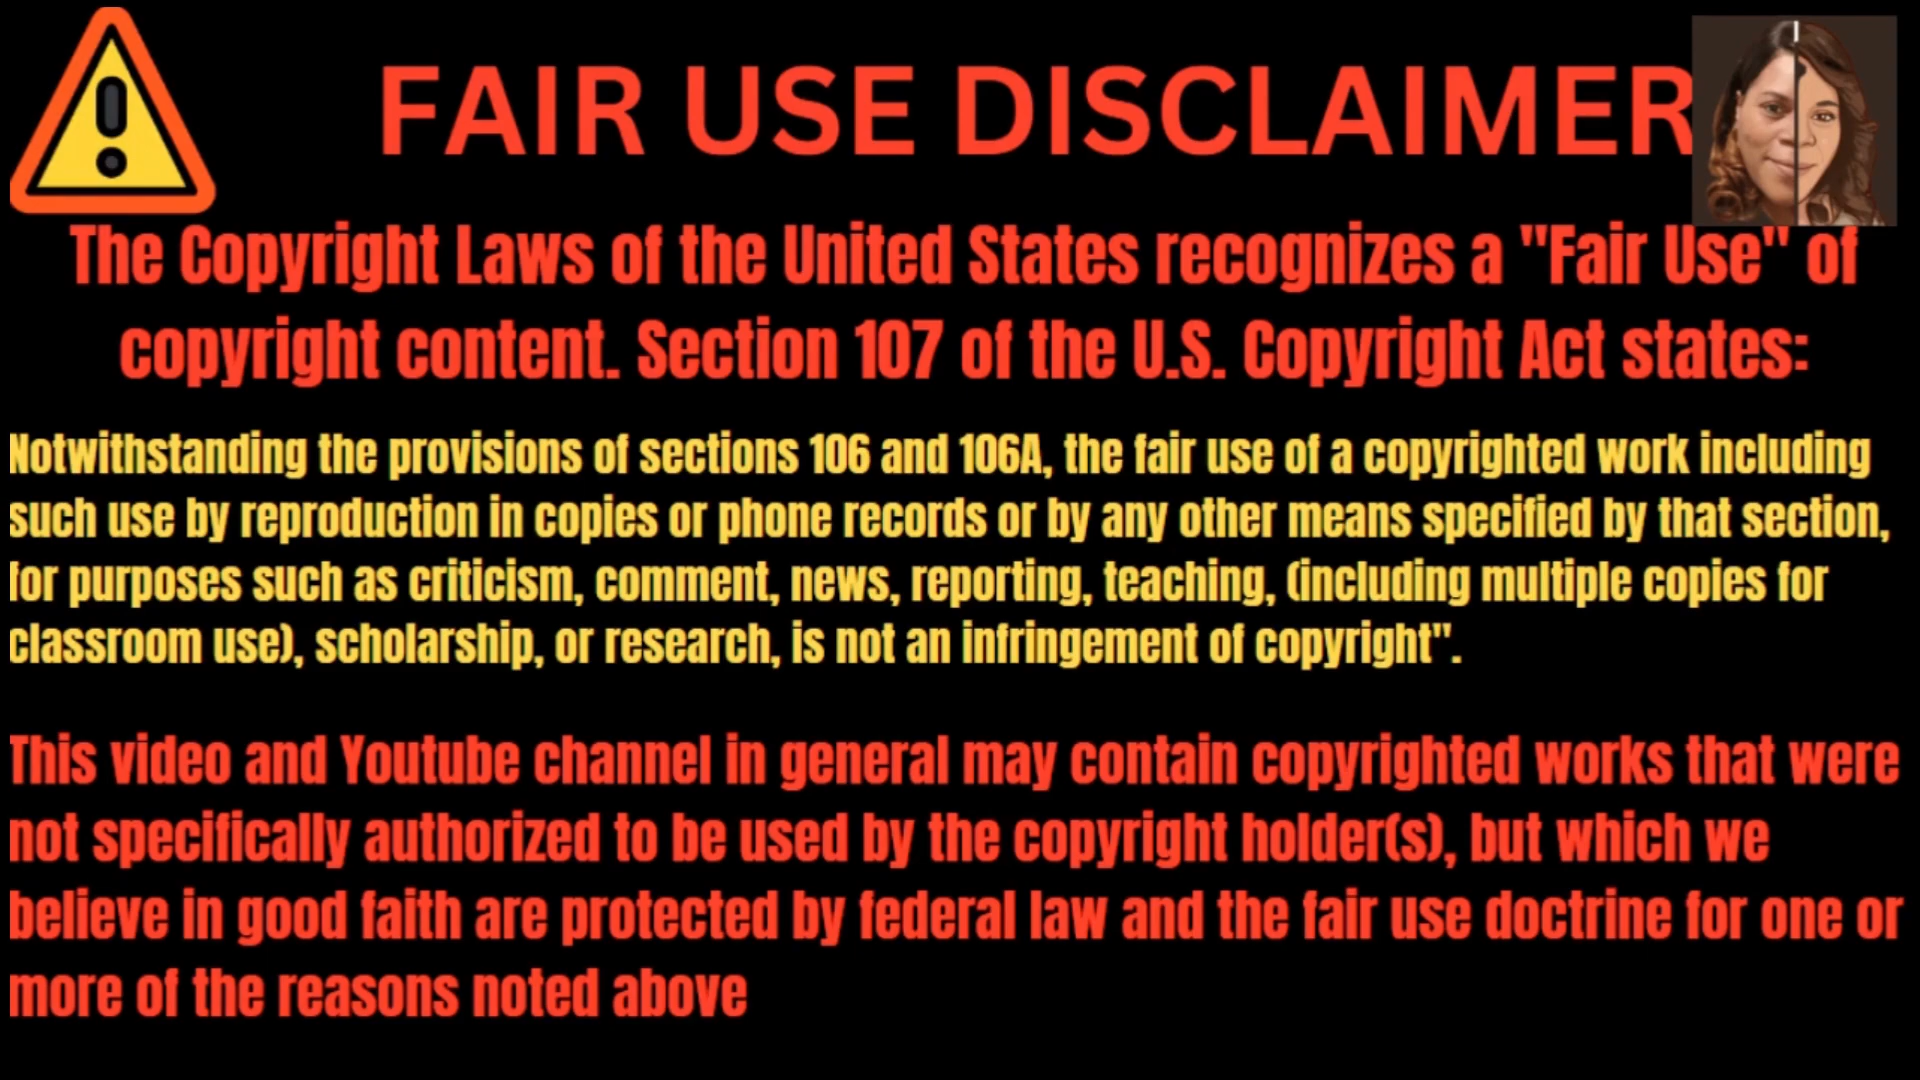 FAIR USE DISCLAIMER
The Copyright Laws of the United States recognizes a "Fair Use" of
copyright content. Section 107 of the U.S. Copyright Act states:
Notwithstanding the provisions of sections 106 and 106A, the fair use of a copyrighted work including
such use by reproduction in copies or phone records or by any other means specified by that section,
for purposes such as criticism, comment, news, reporting, teaching, (including multiple copies for
classroom use), scholarship, or research, is not an infringement of copyright".
This video and Youtube channel in general may contain copyrighted works that were
not specifically authorized to be used by the copyright holder(s), but which we
believe in good faith are protected by federal law and the fair use doctrine for one or
more of the reasons noted above